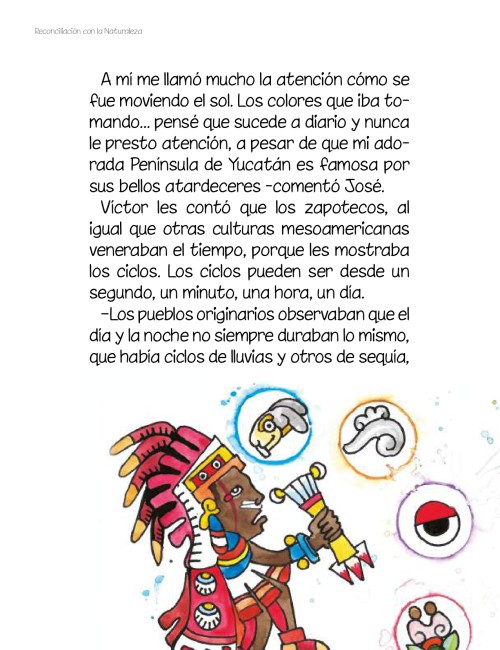 Reconciliación con la Naturaleza
A mí me llamó mucho la atención cómo se
fue moviendo el sol. Los colores que iba to-
mando... pensé que sucede a diario y nunca
le presto atención, a pesar de que mi ado-
rada Península de Yucatán es famosa por
sus bellos atardeceres -comentó José.
Víctor les contó que los zapotecos, al
igual que otras culturas mesoamericanas
veneraban el tiempo, porque les mostraba
los ciclos. Los ciclos pueden ser desde un
segundo, un minuto, una hora, un día.
-Los pueblos originarios observaban que el
día y la noche no siempre duraban lo mismo,
que había ciclos de lluvias y otros de sequía,